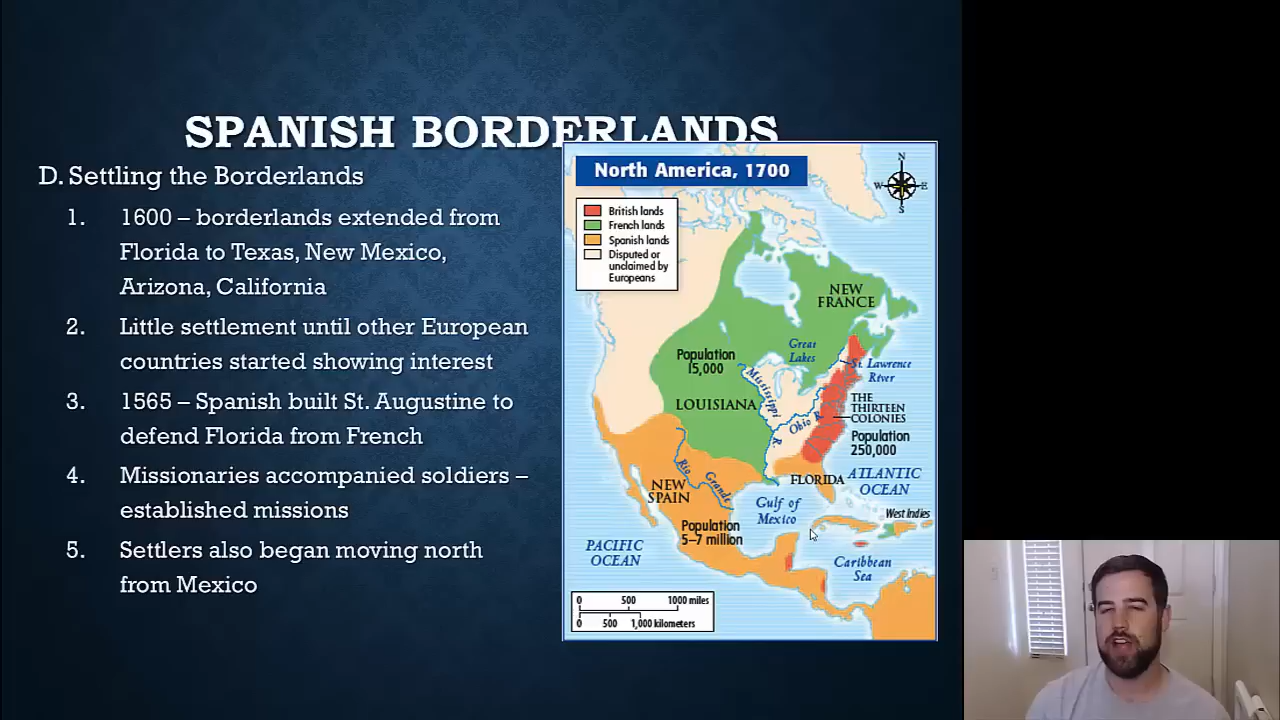 SPANISH BORDERLANDS
D. Settling the Borderlands
1. 1600 – borderlands extended from
Florida to Texas, New Mexico,
Arizona, California
2. Little settlement until other European
countries started showing interest
3. 1565 – Spanish built St. Augustine to
defend Florida from French
4. Missionaries accompanied soldiers –
established missions
5. Settlers also began moving north
from Mexico
North America, 1700
N
W E
S
British lands
French lands
Spanish lands
Disputed or
unclaimed by
Europeans
NEW
FRANCE
Great
Lakes
Population
15,000
St. Lawrence
River
Mississippi
R.
LOUISIANA
THE
THIRTEEN
COLONIES
Ohio R.
Population
250,000
Rio
Grande
FLORIDA
ATLANTIC
OCEAN
NEW
SPAIN
Gulf of
Mexico
West Indies
Population
5–7 million
PACIFIC
OCEAN
Caribbean
Sea
0 500 1000 miles
0 500 1,000 kilometers